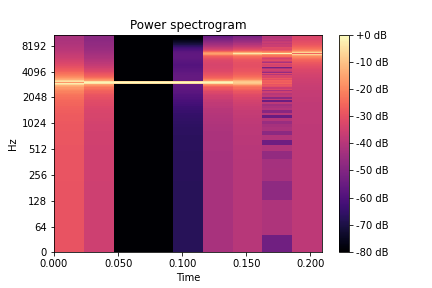 Power spectrogram
8192
4096
2048
1024
512
256
128
64
0
Hz
0.000 0.050 0.100 0.150 0.200
Time
+0 dB
-10 dB
-20 dB
-30 dB
-40 dB
-50 dB
-60 dB
-70 dB
-80 dB